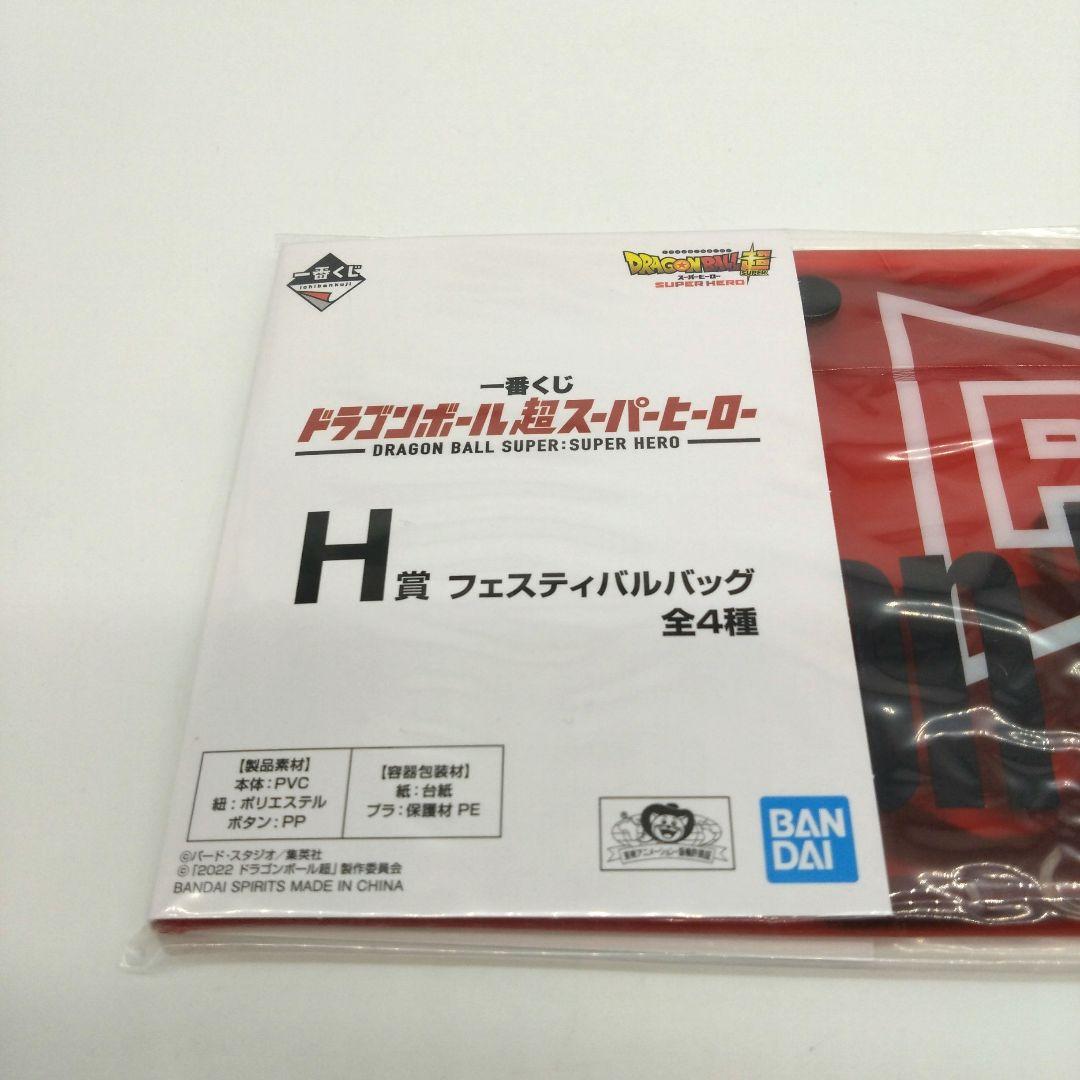 一番くじ
ichibankuji
DRAGON BALL超
SUPER!
スーパーヒーロー
SUPER HERO
一番くじ
ドラゴンボール超スーパーヒーロー
DRAGON BALL SUPER:SUPER HERO
H賞 フェスティバルバッグ
全4種
【製品素材】
本体:PVC
紐:ポリエステル
ボタン:PP
【容器包装材】
紙:台紙
プラ:保護材 PE
©バード・スタジオ/集英社
©「2022 ドラゴンボール超」製作委員会
BANDAI SPIRITS MADE IN CHINA
BAN
DAI